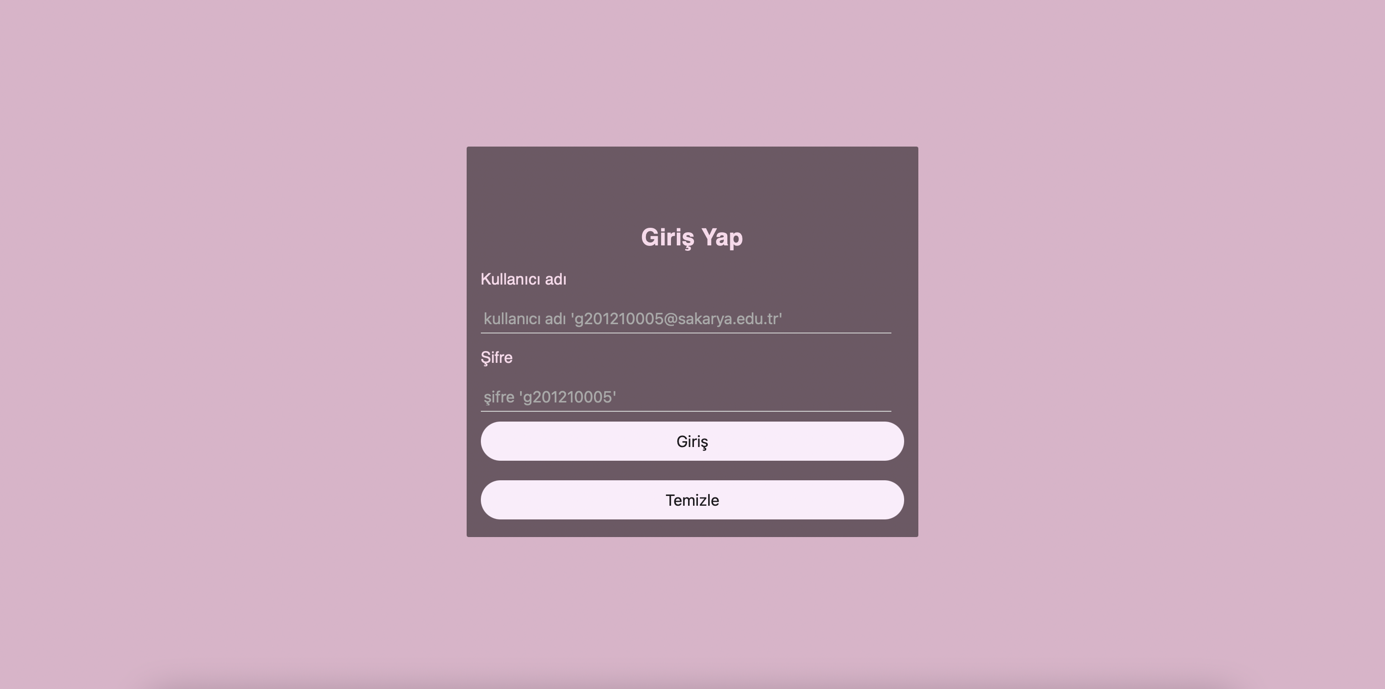 Giriş Yap
Kullanıcı adı
kullanıcı adı 'g201210005@sakarya.edu.tr'
Şifre
şifre 'g201210005'
Giriş
Temizle